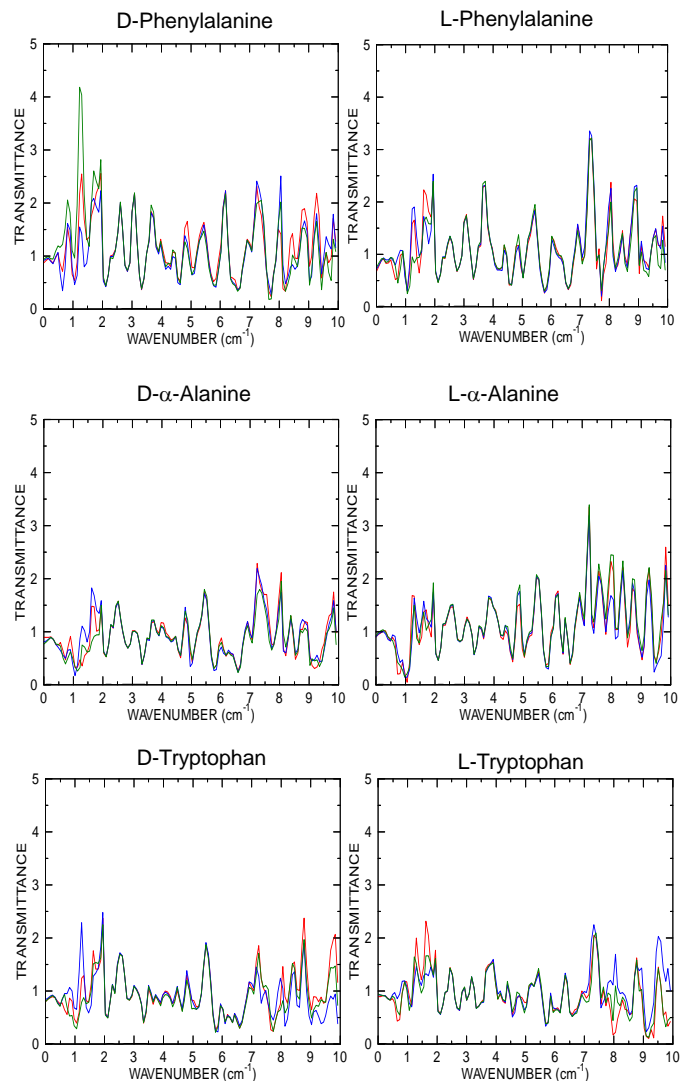 D-Phenylalanine
L-Phenylalanine
5
4
3
2
1
0
TRANSMITTANCE
0 1 2 3 4 5 6 7 8 9 10
WAVENUMBER (cm-1)
5
4
3
2
1
0
TRANSMITTANCE
0 1 2 3 4 5 6 7 8 9 10
WAVENUMBER (cm-1)
D-α-Alanine
L-α-Alanine
5
4
3
2
1
0
TRANSMITTANCE
0 1 2 3 4 5 6 7 8 9 10
WAVENUMBER (cm-1)
5
4
3
2
1
0
TRANSMITTANCE
0 1 2 3 4 5 6 7 8 9 10
WAVENUMBER (cm-1)
D-Tryptophan
L-Tryptophan
5
4
3
2
1
0
TRANSMITTANCE
0 1 2 3 4 5 6 7 8 9 10
WAVENUMBER (cm-1)
5
4
3
2
1
0
TRANSMITTANCE
0 1 2 3 4 5 6 7 8 9 10
WAVENUMBER (cm-1)